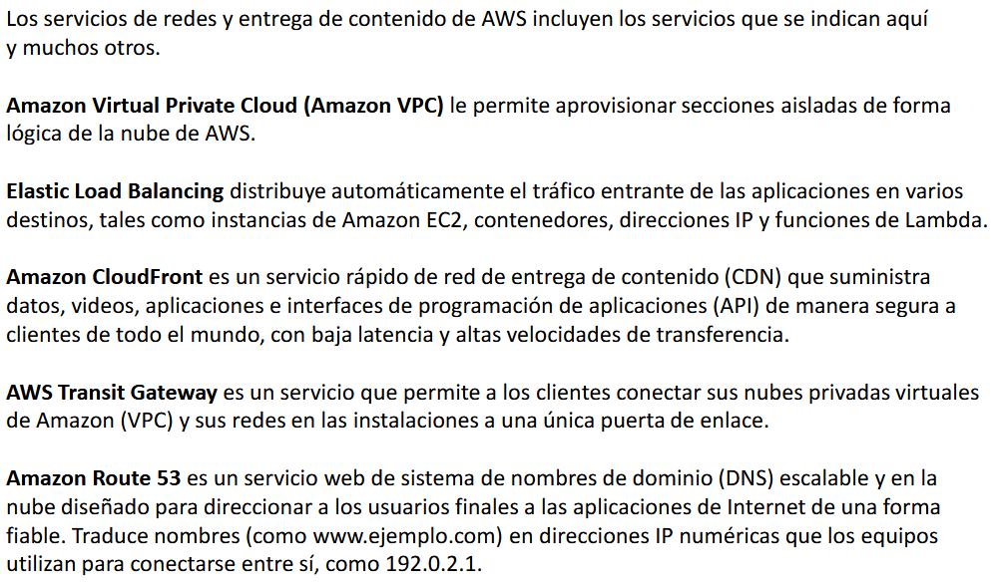 Los servicios de redes y entrega de contenido de AWS incluyen los servicios que se indican aquí
y muchos otros.
Amazon Virtual Private Cloud (Amazon VPC) le permite aprovisionar secciones aisladas de forma
lógica de la nube de AWS.
Elastic Load Balancing distribuye automáticamente el tráfico entrante de las aplicaciones en varios
destinos, tales como instancias de Amazon EC2, contenedores, direcciones IP y funciones de Lambda.
Amazon CloudFront es un servicio rápido de red de entrega de contenido (CDN) que suministra
datos, videos, aplicaciones e interfaces de programación de aplicaciones (API) de manera segura a
clientes de todo el mundo, con baja latencia y altas velocidades de transferencia.
AWS Transit Gateway es un servicio que permite a los clientes conectar sus nubes privadas virtuales
de Amazon (VPC) y sus redes en las instalaciones a una única puerta de enlace.
Amazon Route 53 es un servicio web de sistema de nombres de dominio (DNS) escalable y en la
nube diseñado para direccionar a los usuarios finales a las aplicaciones de Internet de una forma
fiable. Traduce nombres (como www.ejemplo.com) en direcciones IP numéricas que los equipos
utilizan para conectarse entre sí, como 192.0.2.1.